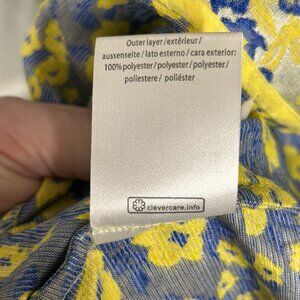 Outer layer/extérieur/
aussenseite/lato esterno/cara exterior:
100% polyester/polyester/polyester/
poliestere / poliéster
clevercare.info